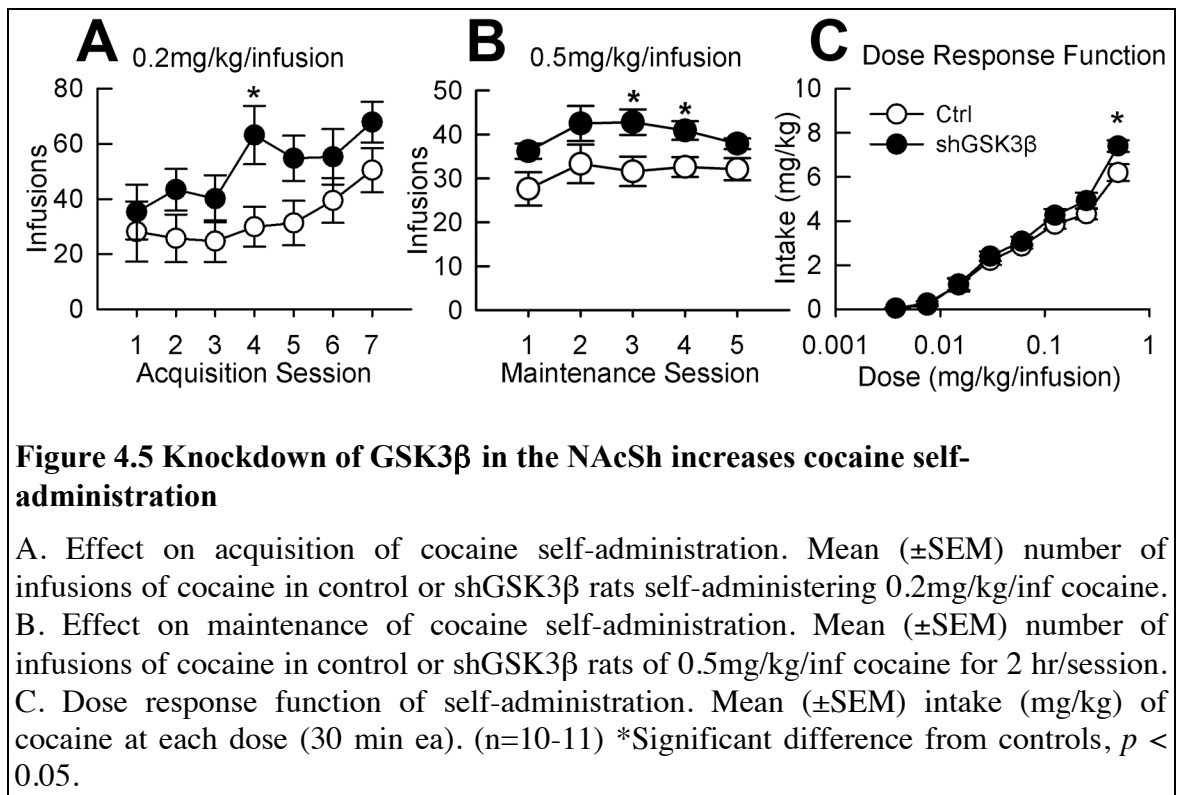 A B C
0.2mg/kg/infusion 0.5mg/kg/infusion Dose Response Function
80
60
40
20
0
Infusions
*
1 2 3 4 5 6 7
Acquisition Session
50
40
30
20
10
0
Infusions
* *
1 2 3 4 5
Maintenance Session
10
8
6
4
2
0
Intake (mg/kg)
Ctrl
shGSK3β
*
0.001 0.01 0.1 1
Dose (mg/kg/infusion)
Figure 4.5 Knockdown of GSK3β in the NAcSh increases cocaine self-
administration
A. Effect on acquisition of cocaine self-administration. Mean (±SEM) number of
infusions of cocaine in control or shGSK3β rats self-administering 0.2mg/kg/inf cocaine.
B. Effect on maintenance of cocaine self-administration. Mean (±SEM) number of
infusions of cocaine in control or shGSK3β rats of 0.5mg/kg/inf cocaine for 2 hr/session.
C. Dose response function of self-administration. Mean (±SEM) intake (mg/kg) of
cocaine at each dose (30 min ea). (n=10-11) *Significant difference from controls, p <
0.05.